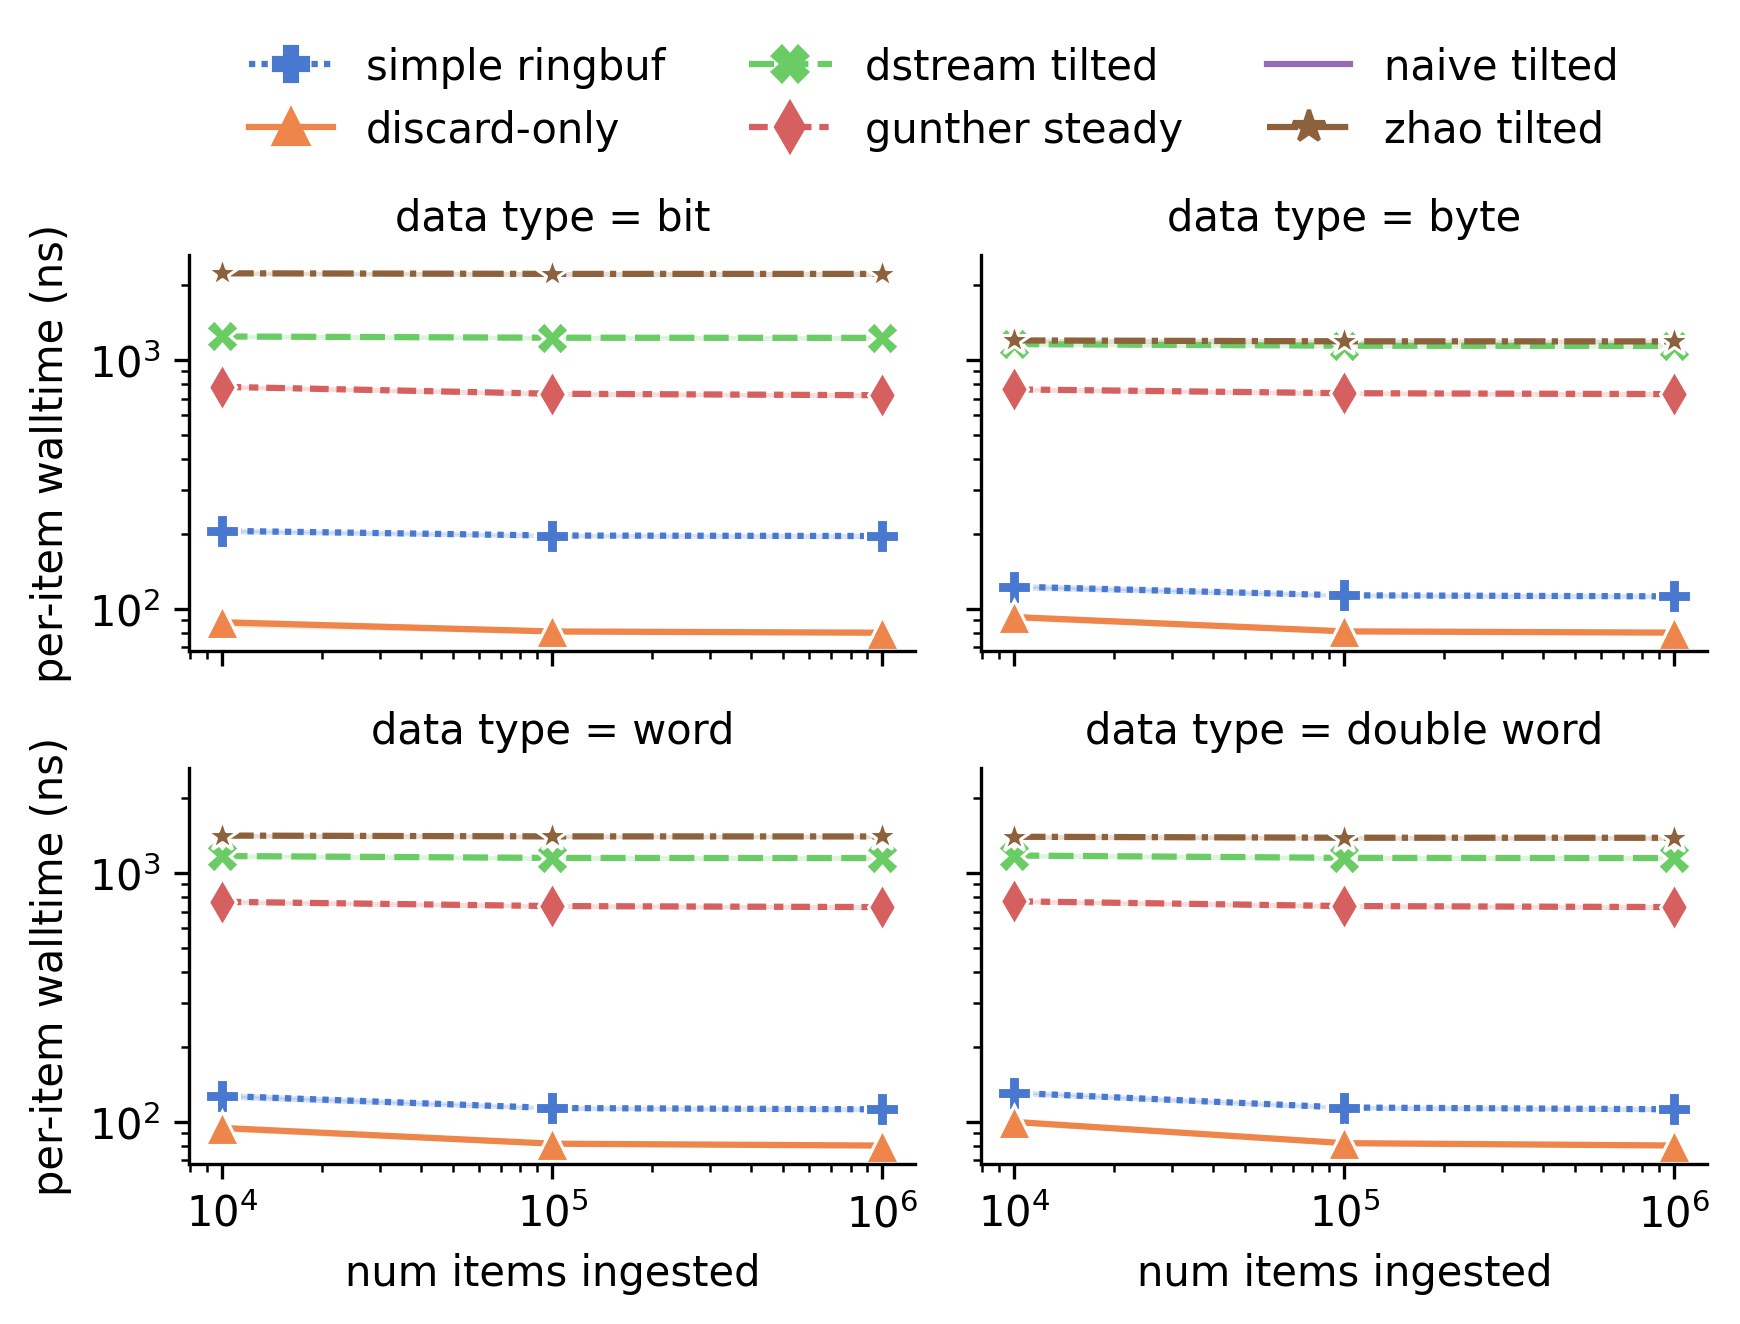 simple ringbuf dstream tilted naive tilted
discard-only gunther steady zhao tilted
data type = bit data type = byte
per-item walltime (ns)
10³
10²
data type = word data type = double word
per-item walltime (ns)
10³
10²
10⁴ 10⁵ 10⁶ 10⁴ 10⁵ 10⁶
num items ingested num items ingested